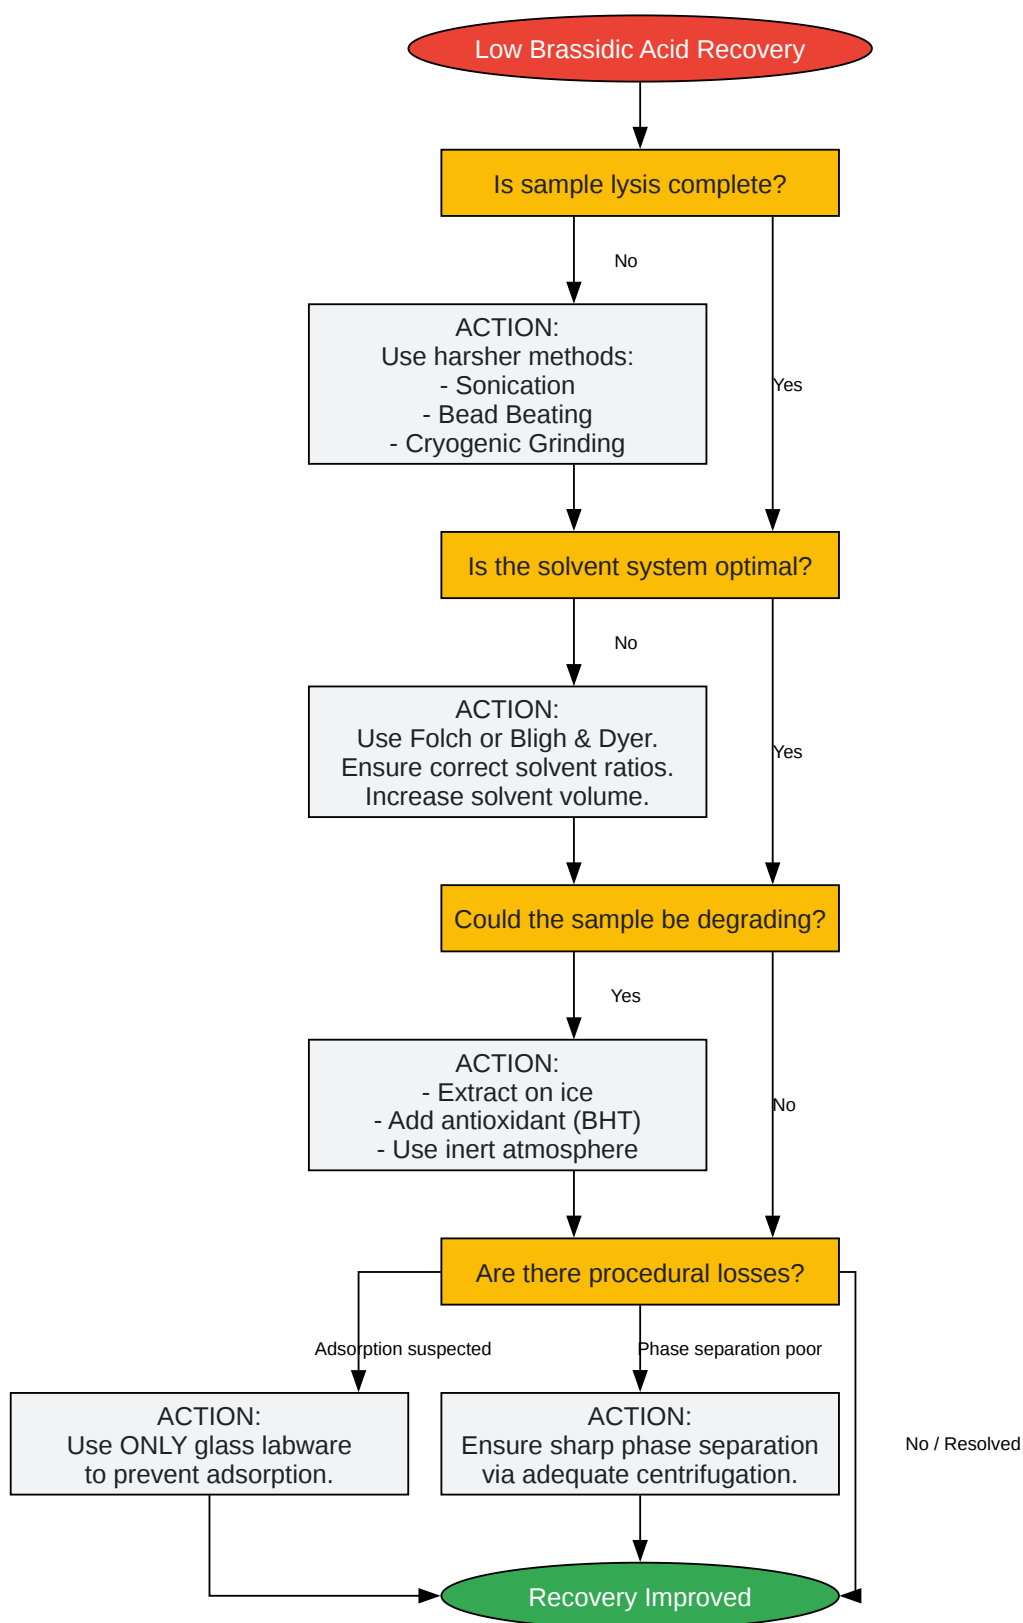 Low Brassidic Acid Recovery
Is sample lysis complete?
No
ACTION:
Use harsher methods:
- Sonication
- Bead Beating
- Cryogenic Grinding
Yes
Is the solvent system optimal?
No
ACTION:
Use Folch or Bligh & Dyer.
Ensure correct solvent ratios.
Increase solvent volume.
Yes
Could the sample be degrading?
Yes
ACTION:
- Extract on ice
- Add antioxidant (BHT)
- Use inert atmosphere
No
Are there procedural losses?
Adsorption suspected
Phase separation poor
ACTION:
Use ONLY glass labware
to prevent adsorption.
ACTION:
Ensure sharp phase separation
via adequate centrifugation.
No / Resolved
Recovery Improved